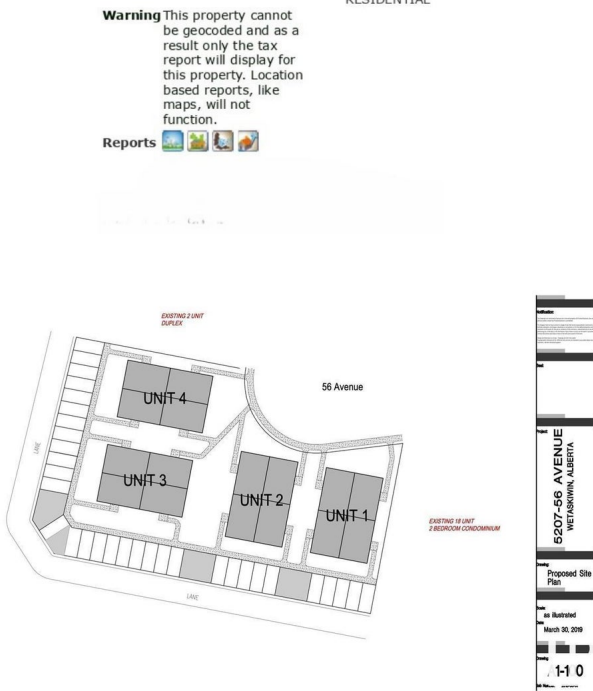 RESIDENTIAL
Warning This property cannot
be geocoded and as a
result only the tax
report will display for
this property. Location
based reports, like
maps, will not
function.
Reports
EXISTING 2 UNIT
DUPLEX
56 Avenue
UNIT 4
UNIT 3
UNIT 2
UNIT 1
LANE
LANE
EXISTING 18 UNIT
2 BEDROOM CONDOMINIUM
5207-56 AVENUE
WETASKIWIN, ALBERTA
Proposed Site
Plan
as illustrated
March 30, 2019